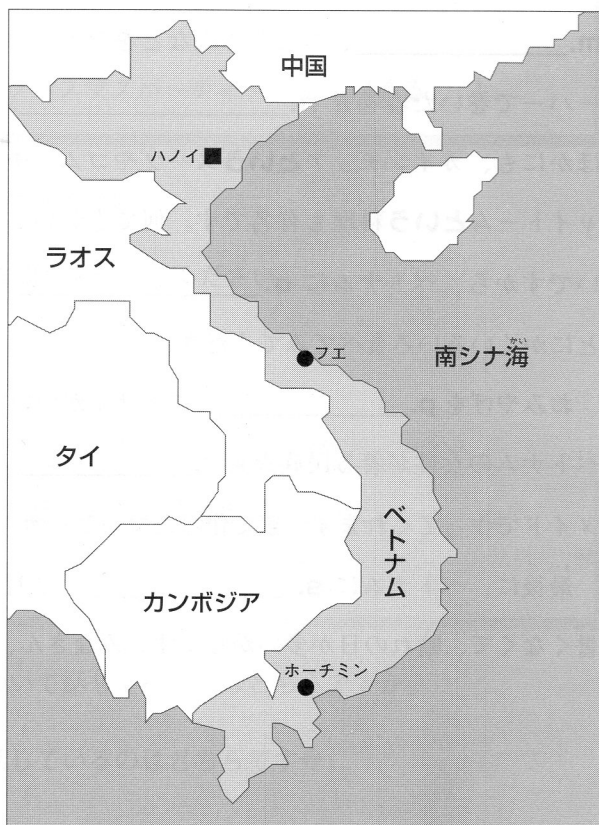 中国
ハノイ
ラオス
フエ
南シナ海
かい
タイ
ベトナム
カンボジア
ホーチミン